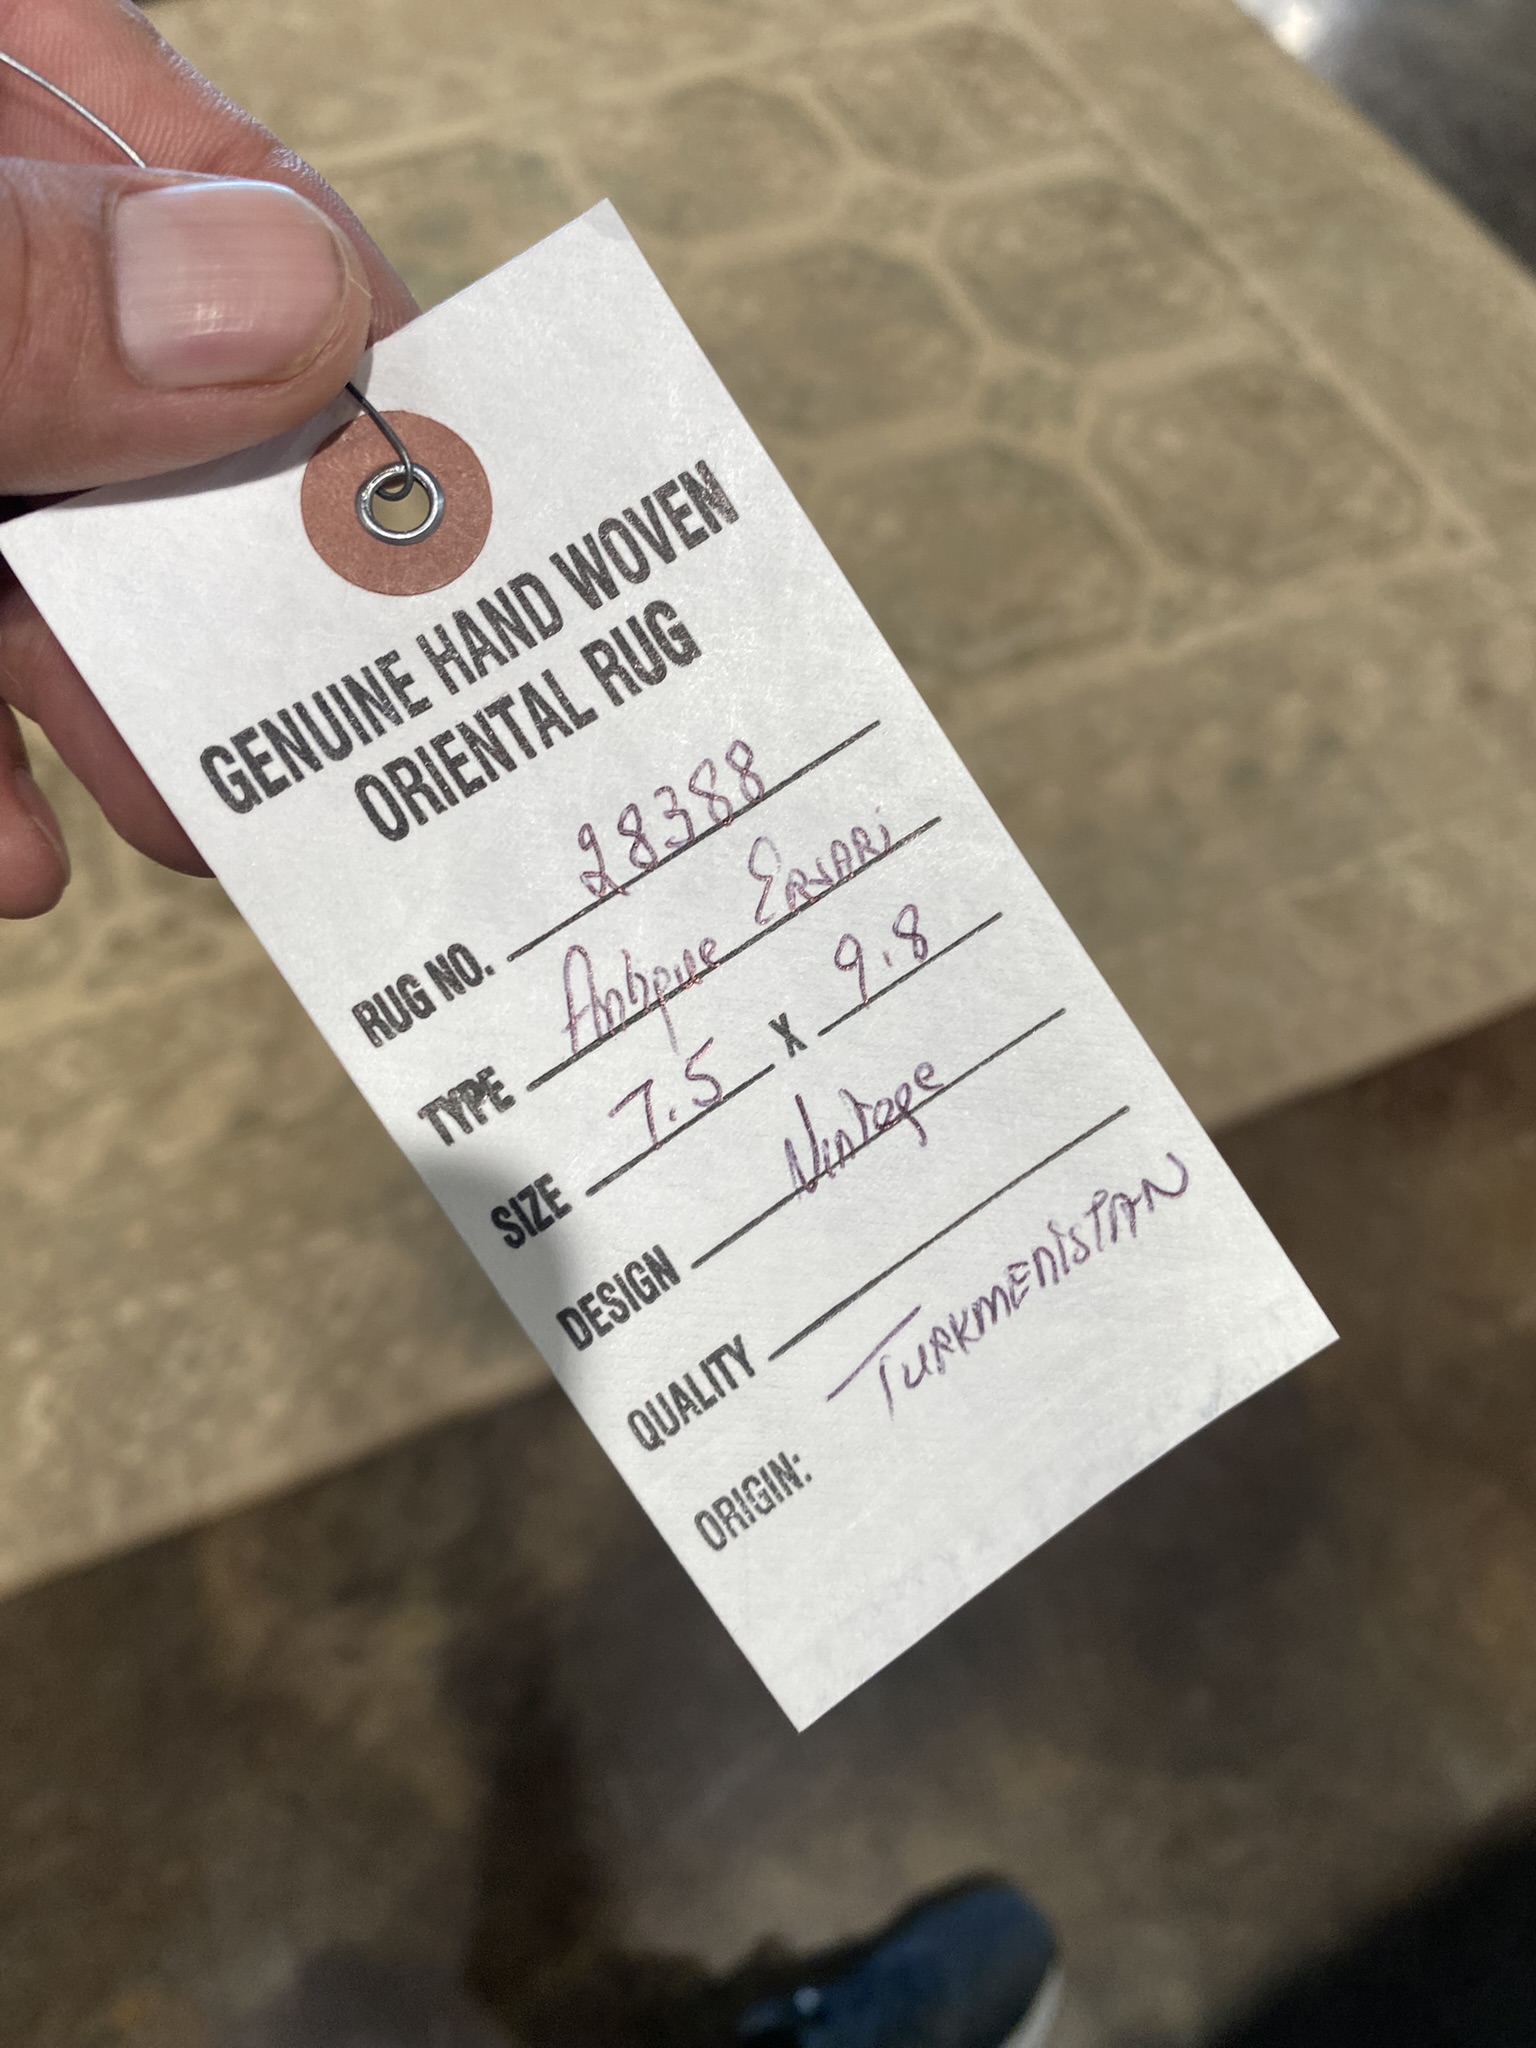 GENUINE HAND WOVEN
ORIENTAL RUG
RUG NO. 28388
TYPE Antique Ersari
SIZE 7.5 X 9.8
DESIGN Vintage
QUALITY
ORIGIN: TURKMENISTAN